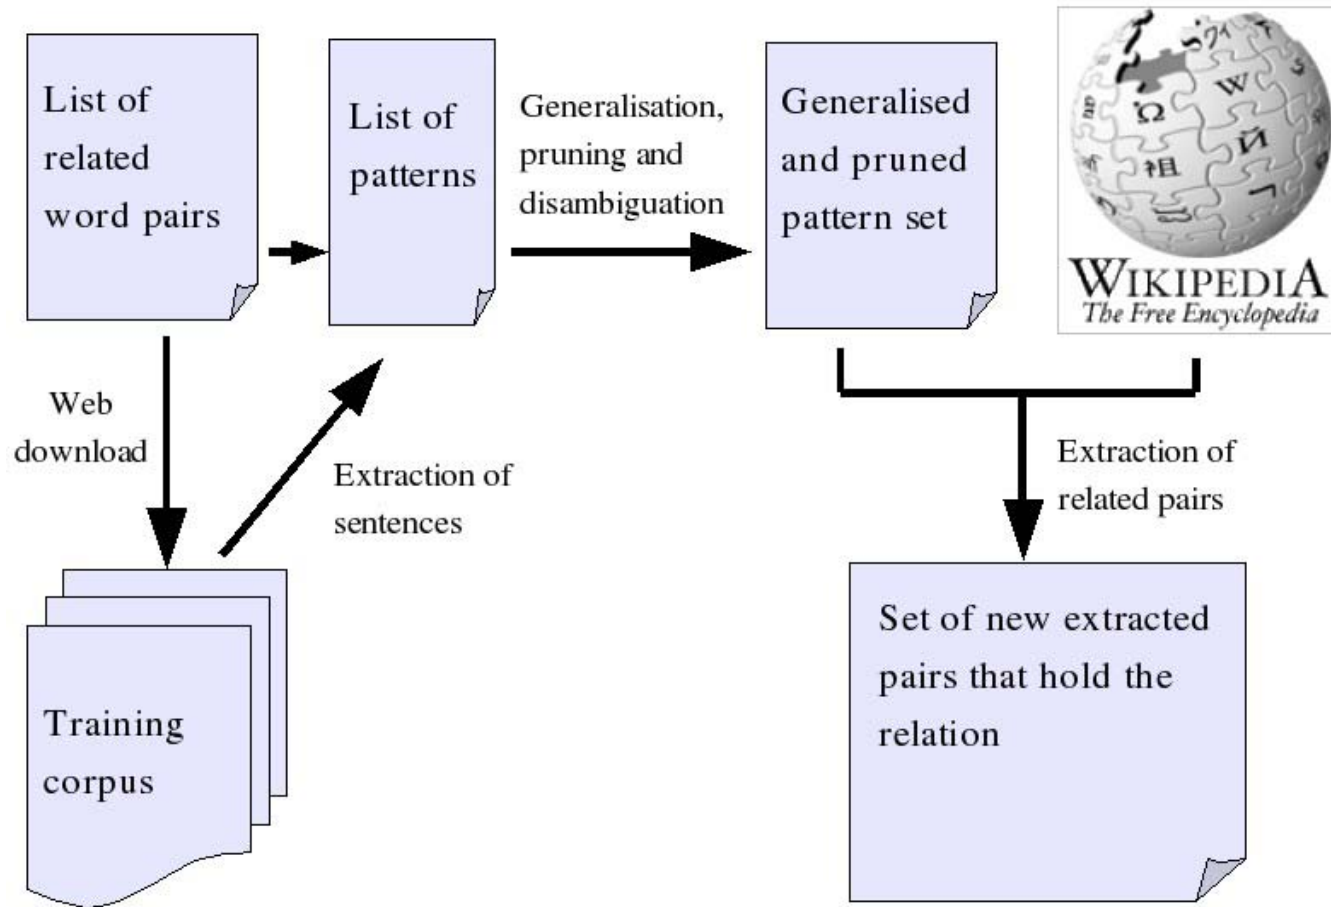 List of
related
word pairs
List of
patterns
Generalisation,
pruning and
disambiguation
Generalised
and pruned
pattern set
Ω
W
И
祖
WIKIPEDIA
The Free Encyclopedia
Web
download
Extraction of
sentences
Extraction of
related pairs
Training
corpus
Set of new extracted
pairs that hold the
relation